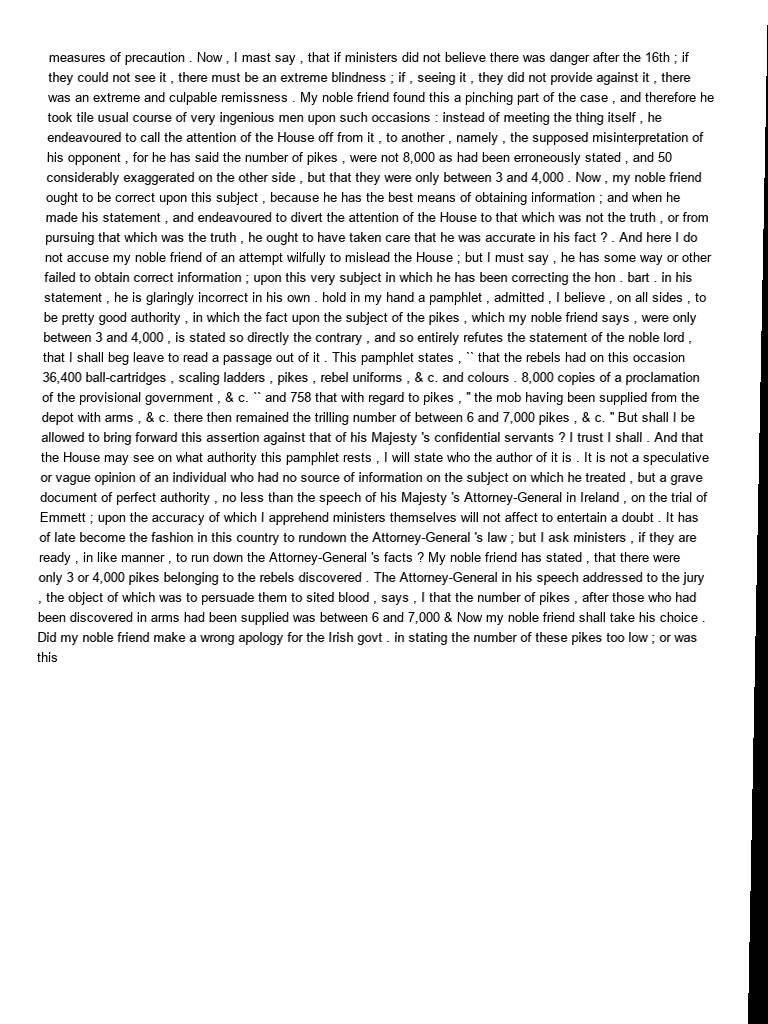 measures of precaution . Now , I mast say , that if ministers did not believe there was danger after the 16th ; if
they could not see it , there must be an extreme blindness ; if , seeing it , they did not provide against it , there
was an extreme and culpable remissness . My noble friend found this a pinching part of the case , and therefore he
took tile usual course of very ingenious men upon such occasions : instead of meeting the thing itself , he
endeavoured to call the attention of the House off from it , to another , namely , the supposed misinterpretation of
his opponent , for he has said the number of pikes , were not 8,000 as had been erroneously stated , and 50
considerably exaggerated on the other side , but that they were only between 3 and 4,000 . Now , my noble friend
ought to be correct upon this subject , because he has the best means of obtaining information ; and when he
made his statement , and endeavoured to divert the attention of the House to that which was not the truth , or from
pursuing that which was the truth , he ought to have taken care that he was accurate in his fact ? . And here I do
not accuse my noble friend of an attempt wilfully to mislead the House ; but I must say , he has some way or other
failed to obtain correct information ; upon this very subject in which he has been correcting the hon . bart . in his
statement , he is glaringly incorrect in his own . hold in my hand a pamphlet , admitted , I believe , on all sides , to
be pretty good authority , in which the fact upon the subject of the pikes , which my noble friend says , were only
between 3 and 4,000 , is stated so directly the contrary , and so entirely refutes the statement of the noble lord ,
that I shall beg leave to read a passage out of it . This pamphlet states , `` that the rebels had on this occasion
36,400 ball-cartridges , scaling ladders , pikes , rebel uniforms , & c. and colours . 8,000 copies of a proclamation
of the provisional government , & c. `` and 758 that with regard to pikes , " the mob having been supplied from the
depot with arms , & c. there then remained the trilling number of between 6 and 7,000 pikes , & c. " But shall I be
allowed to bring forward this assertion against that of his Majesty 's confidential servants ? I trust I shall . And that
the House may see on what authority this pamphlet rests , I will state who the author of it is . It is not a speculative
or vague opinion of an individual who had no source of information on the subject on which he treated , but a grave
document of perfect authority , no less than the speech of his Majesty 's Attorney-General in Ireland , on the trial of
Emmett ; upon the accuracy of which I apprehend ministers themselves will not affect to entertain a doubt . It has
of late become the fashion in this country to rundown the Attorney-General 's law ; but I ask ministers , if they are
ready , in like manner , to run down the Attorney-General 's facts ? My noble friend has stated , that there were
only 3 or 4,000 pikes belonging to the rebels discovered . The Attorney-General in his speech addressed to the jury
, the object of which was to persuade them to sited blood , says , I that the number of pikes , after those who had
been discovered in arms had been supplied was between 6 and 7,000 & Now my noble friend shall take his choice .
Did my noble friend make a wrong apology for the Irish govt . in stating the number of these pikes too low ; or was
this